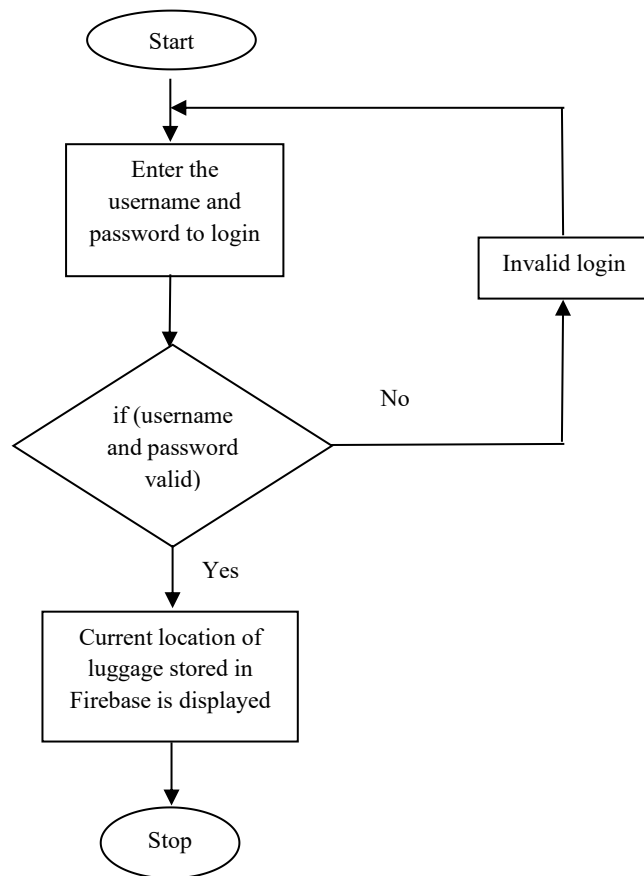 Start
Enter the
username and
password to login
Invalid login
if (username
and password
valid)
No
Yes
Current location of
luggage stored in
Firebase is displayed
Stop